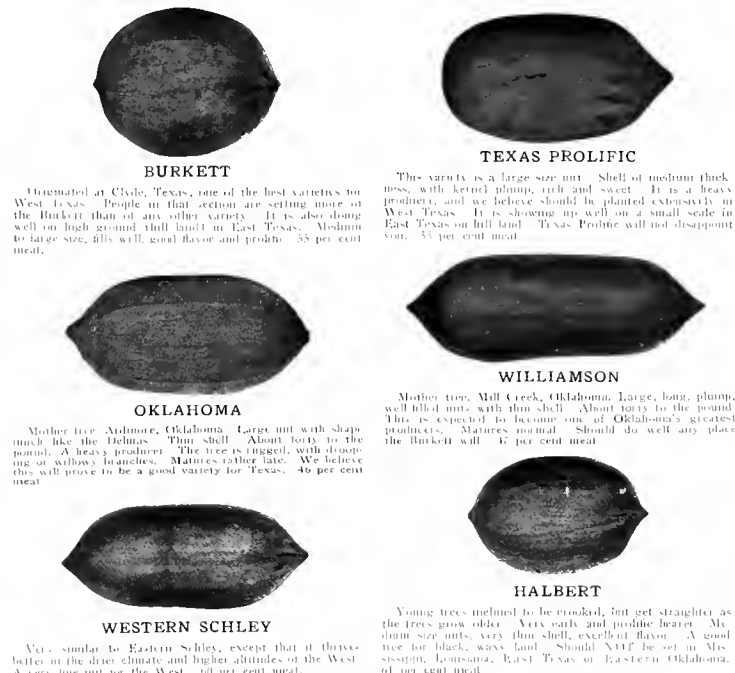 BURKETT
Originated at Clyde, Texas, one of the best varieties for
West Texas. People in that section are setting more of
the Burkett than of any other variety. It is also doing
well on high ground (hill land) in East Texas. Medium
to large size, fills well, good flavor and prolific. 55 per cent
meat.
OKLAHOMA
Mother tree Ardmore, Oklahoma. Large nut with shape
much like the Delmas. Thin shell. About forty to the
pound. A heavy producer. The tree is rugged, with droop-
ing or willowy branches. Matures rather late. We believe
this will prove to be a good variety for Texas. 46 per cent
meat
WESTERN SCHLEY
Very similar to Eastern Schley, except that it thrives
better in the drier climate and higher altitudes of the West.
A very fine nut for the West. 60 per cent meat.
TEXAS PROLIFIC
This variety is a large size nut. Shell of medium thick-
ness, with kernel plump, rich and sweet. It is a heavy
producer, and we believe should be planted extensively in
West Texas. It is showing up well on a small scale in
East Texas on hill land. Texas Prolific will not disappoint
you. 55 per cent meat
WILLIAMSON
Mother tree, Mill Creek, Oklahoma. Large, long, plump,
well filled nuts with thin shell. About forty to the pound.
This is expected to become one of Oklahoma's greatest
producers. Matures normal. Should do well any place
the Burkett will. 47 per cent meat
HALBERT
Young trees inclined to be crooked, but get straighter as
the trees grow older. Very early and prolific bearer. Me-
dium size nuts, very thin shell, excellent flavor. A good
tree for black, waxy land. Should NOT be set in Mis-
sissippi, Louisiana, East Texas or Eastern Oklahoma.
61 per cent meat